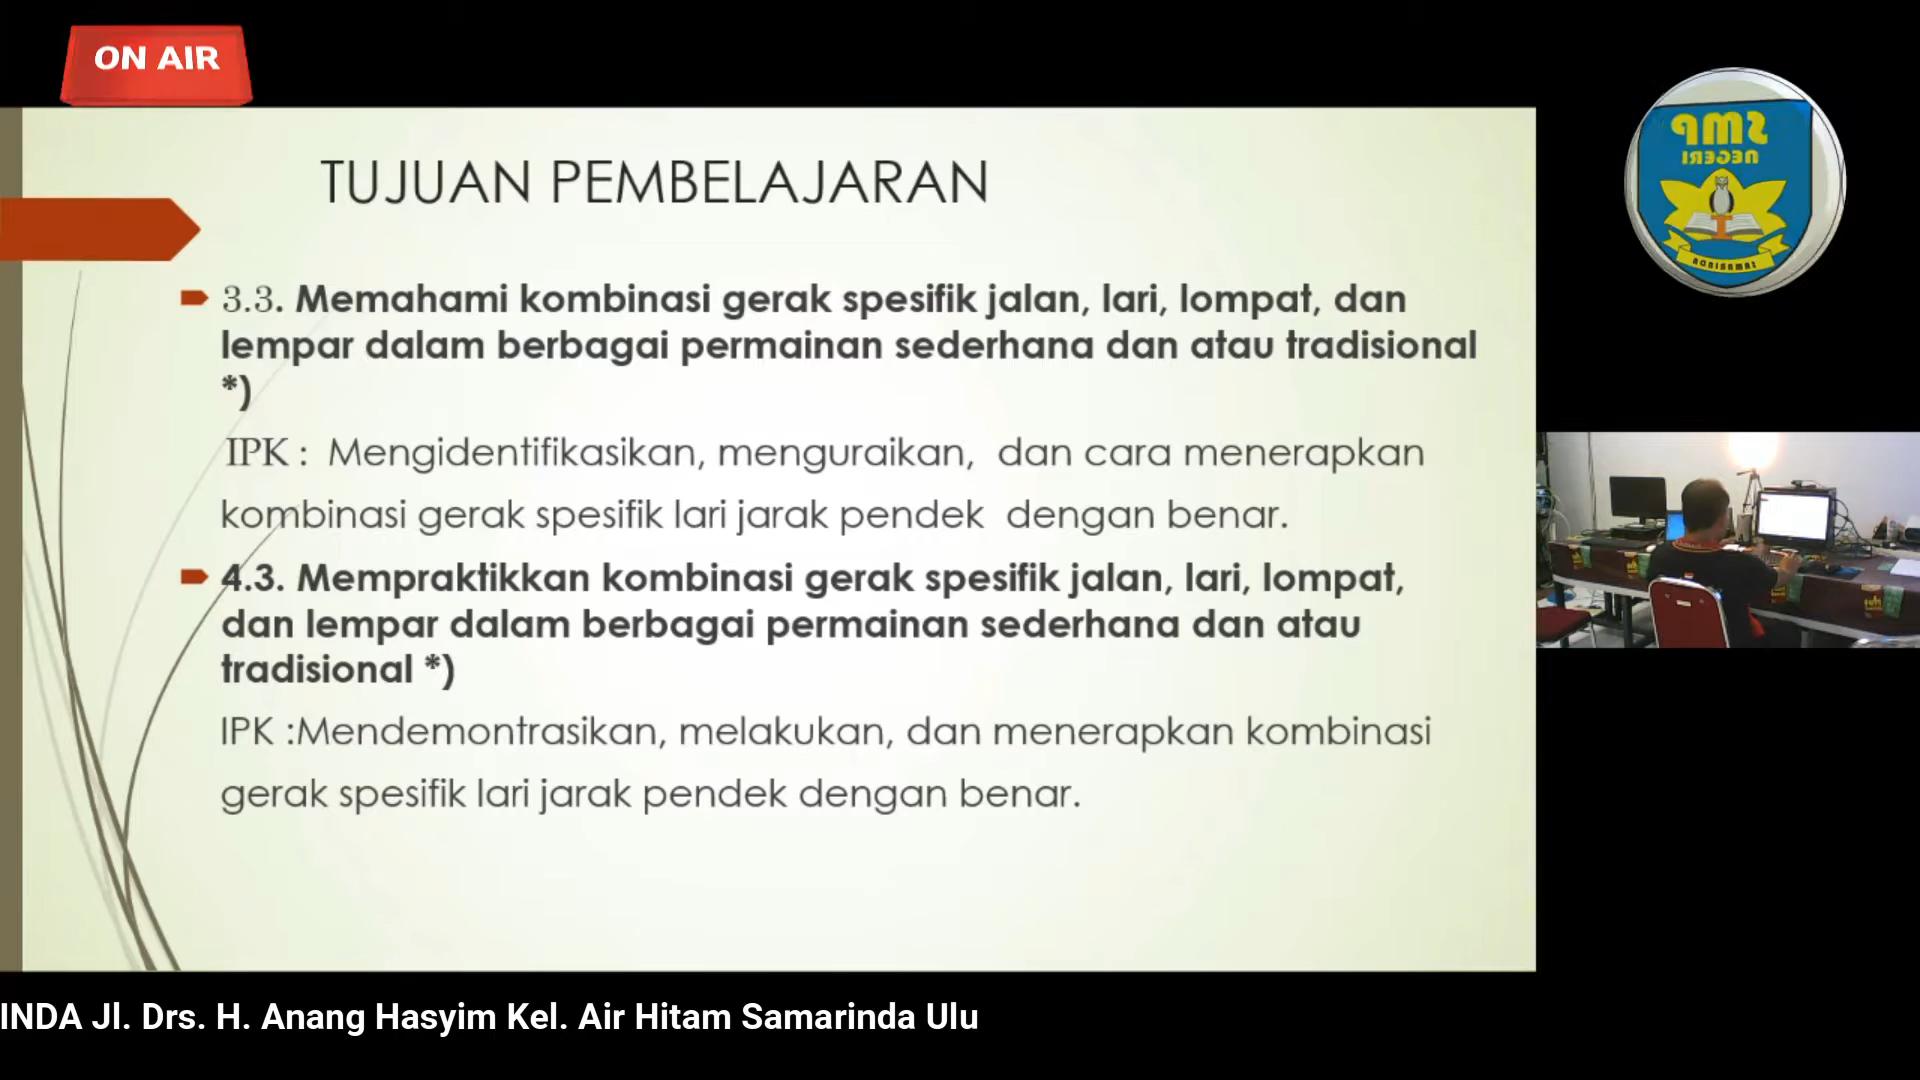 ON AIR
TUJUAN PEMBELAJARAN
3.3. Memahami kombinasi gerak spesifik jalan, lari, lompat, dan
lempar dalam berbagai permainan sederhana dan atau tradisional
*)
IPK : Mengidentifikasikan, menguraikan, dan cara menerapkan
kombinasi gerak spesifik lari jarak pendek dengan benar.
4.3. Mempraktikkan kombinasi gerak spesifik jalan, lari, lompat,
dan lempar dalam berbagai permainan sederhana dan atau
tradisional *)
IPK :Mendemontrasikan, melakukan, dan menerapkan kombinasi
gerak spesifik lari jarak pendek dengan benar.
SMP
NEGERI
SAMARINDA
INDA Jl. Drs. H. Anang Hasyim Kel. Air Hitam Samarinda Ulu